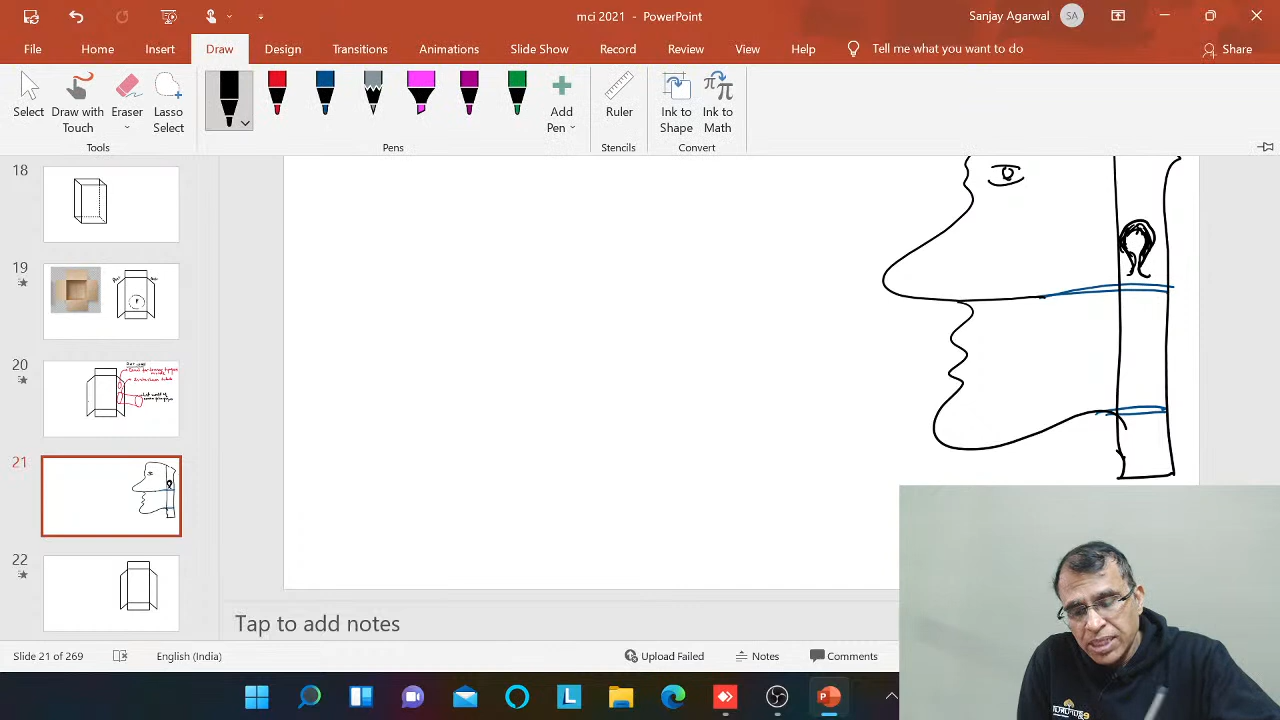 mci 2021 - PowerPoint
Sanjay Agarwal
SA
File
Home
Insert
Draw
Design
Transitions
Animations
Slide Show
Record
Review
View
Help
Tell me what you want to do
Share
Select
Draw with Touch
Eraser
Lasso Select
Add Pen
Ruler
Ink to Shape
Ink to Math
Tools
Pens
Stencils
Convert
18
19
20
21
22
Tap to add notes
Slide 21 of 269
English (India)
Upload Failed
Notes
Comments